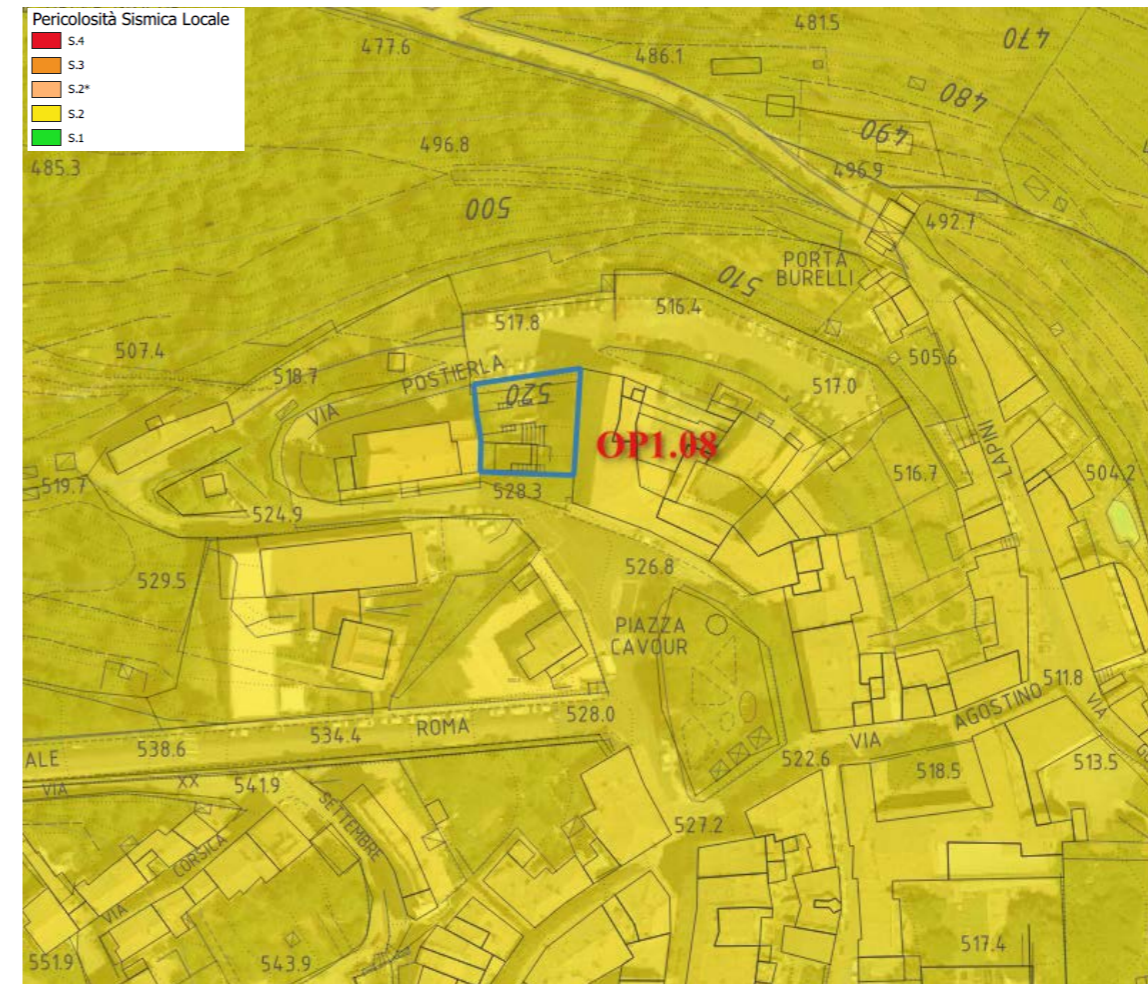 Pericolosità Sismica Locale
S.4
S.3
S.2*
S.2
S.1
481.5
470
477.6
486.1
480
490
496.8
485.3
496.9
500
492.7
PORTA
BURELLI
510
516.4
517.8
507.4
505.6
518.7
VIA POSTIERLA
517.0
520
OP1.08
LAPINI
516.7
504.2
519.7
528.3
524.9
526.8
529.5
PIAZZA
CAVOUR
511.8
528.0
VIA AGOSTINO
VIA
ROMA
534.4
538.6
ALE
522.6
518.5
513.5
VIA XX SETTEMBRE
541.9
527.2
VIA CORSICA
517.4
551.9
543.9